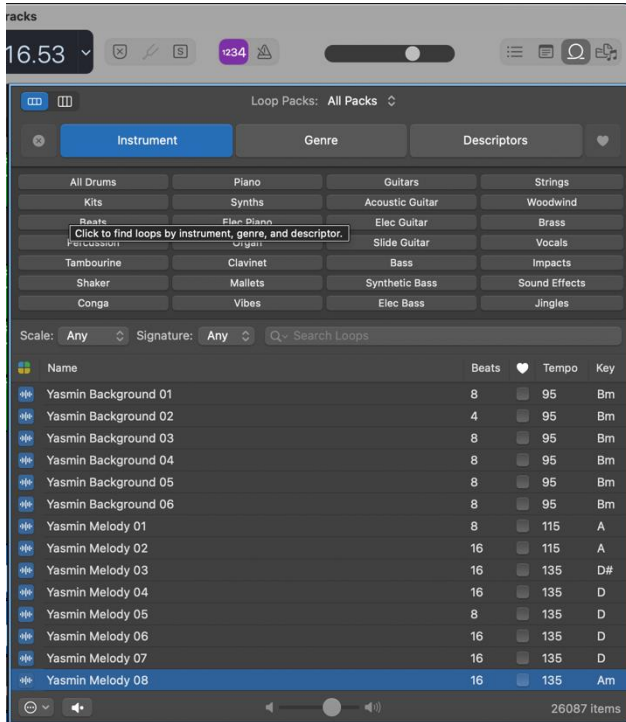 racks
16.53
S
1234
Loop Packs: All Packs
Instrument Genre Descriptors
All Drums Piano Guitars Strings
Kits Synths Acoustic Guitar Woodwind
Beats Elec Piano Elec Guitar Brass
Click to find loops by instrument, genre, and descriptor.
Percussion Organ Slide Guitar Vocals
Tambourine Clavinet Bass Impacts
Shaker Mallets Synthetic Bass Sound Effects
Conga Vibes Elec Bass Jingles
Scale: Any Signature: Any Search Loops
Name Beats Tempo Key
Yasmin Background 01 8 95 Bm
Yasmin Background 02 4 95 Bm
Yasmin Background 03 8 95 Bm
Yasmin Background 04 8 95 Bm
Yasmin Background 05 8 95 Bm
Yasmin Background 06 8 95 Bm
Yasmin Melody 01 8 115 A
Yasmin Melody 02 16 115 A
Yasmin Melody 03 16 135 D#
Yasmin Melody 04 16 135 D
Yasmin Melody 05 8 135 D
Yasmin Melody 06 16 135 D
Yasmin Melody 07 16 135 D
Yasmin Melody 08 16 135 Am
26087 items